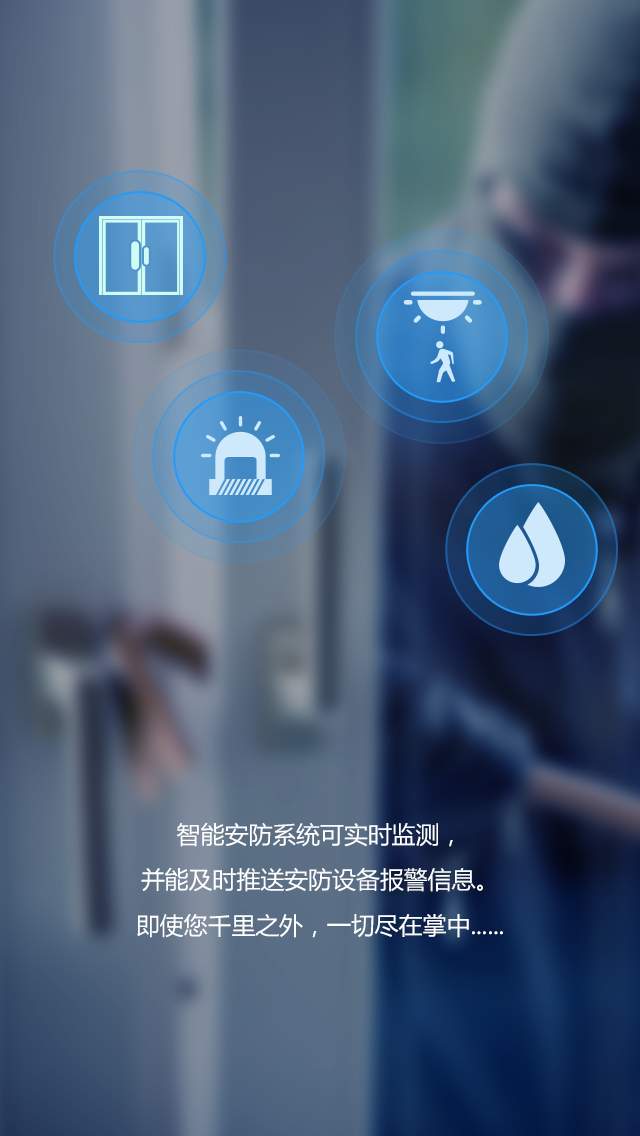 智能安防系统可实时监测，
并能及时推送安防设备报警信息。
即使您千里之外，一切尽在掌中......